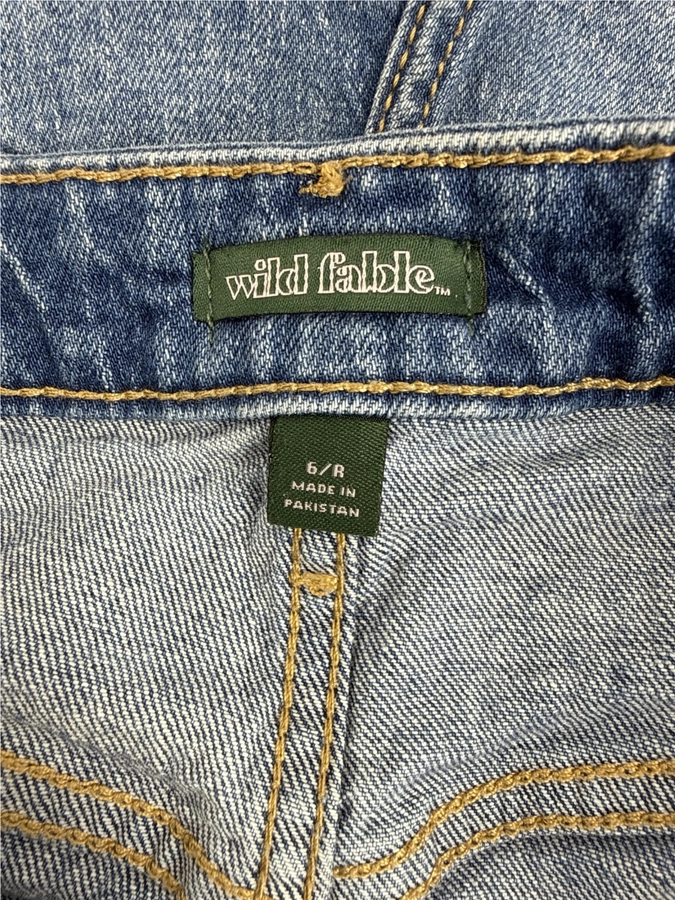 wild fable™
6/R
MADE IN
PAKISTAN